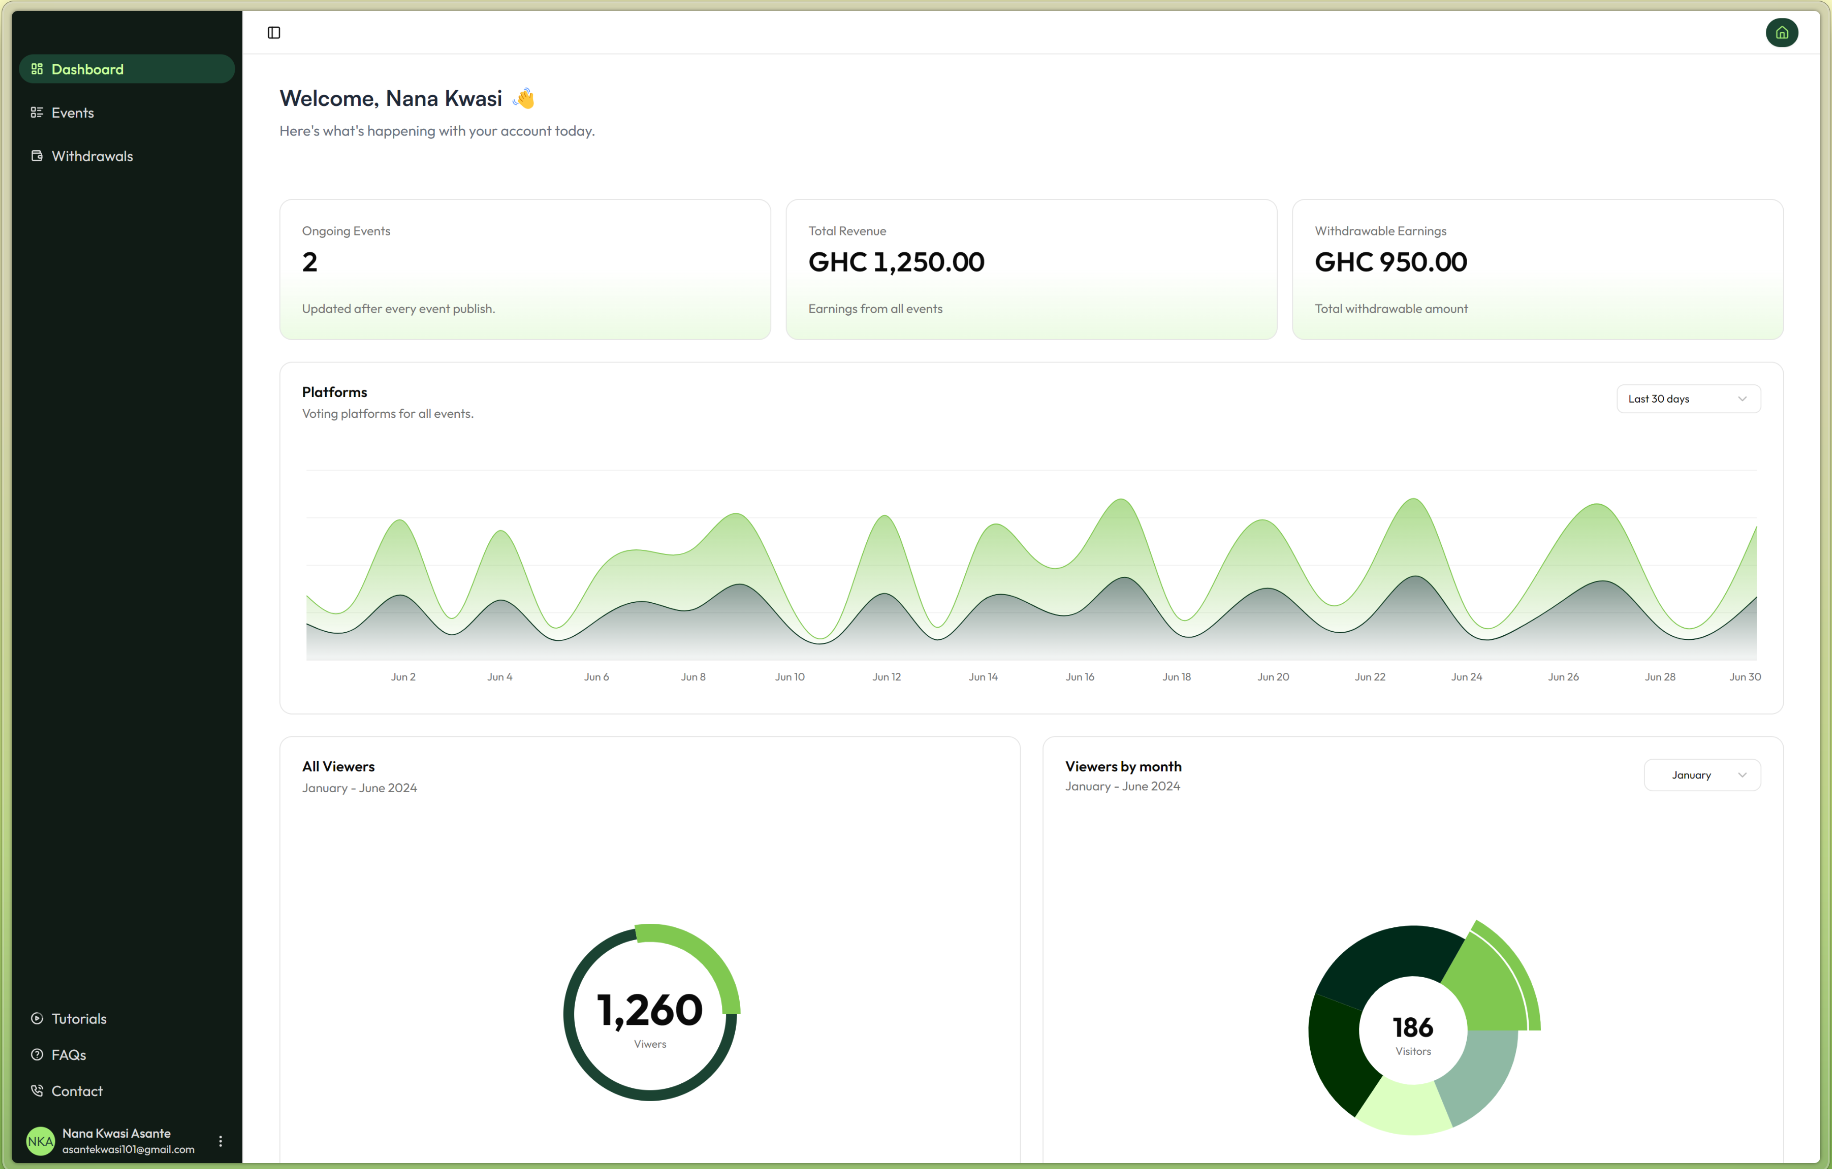 Dashboard
Events
Withdrawals
Tutorials
FAQs
Contact
NKA
Nana Kwasi Asante
asantekwasi101@gmail.com
Welcome, Nana Kwasi 👋
Here's what's happening with your account today.
Ongoing Events
2
Updated after every event publish.
Total Revenue
GHC 1,250.00
Earnings from all events
Withdrawable Earnings
GHC 950.00
Total withdrawable amount
Platforms
Voting platforms for all events.
Last 30 days
Jun 2 Jun 4 Jun 6 Jun 8 Jun 10 Jun 12 Jun 14 Jun 16 Jun 18 Jun 20 Jun 22 Jun 24 Jun 26 Jun 28 Jun 30
All Viewers
January - June 2024
1,260
Viwers
Viewers by month
January - June 2024
January
186
Visitors